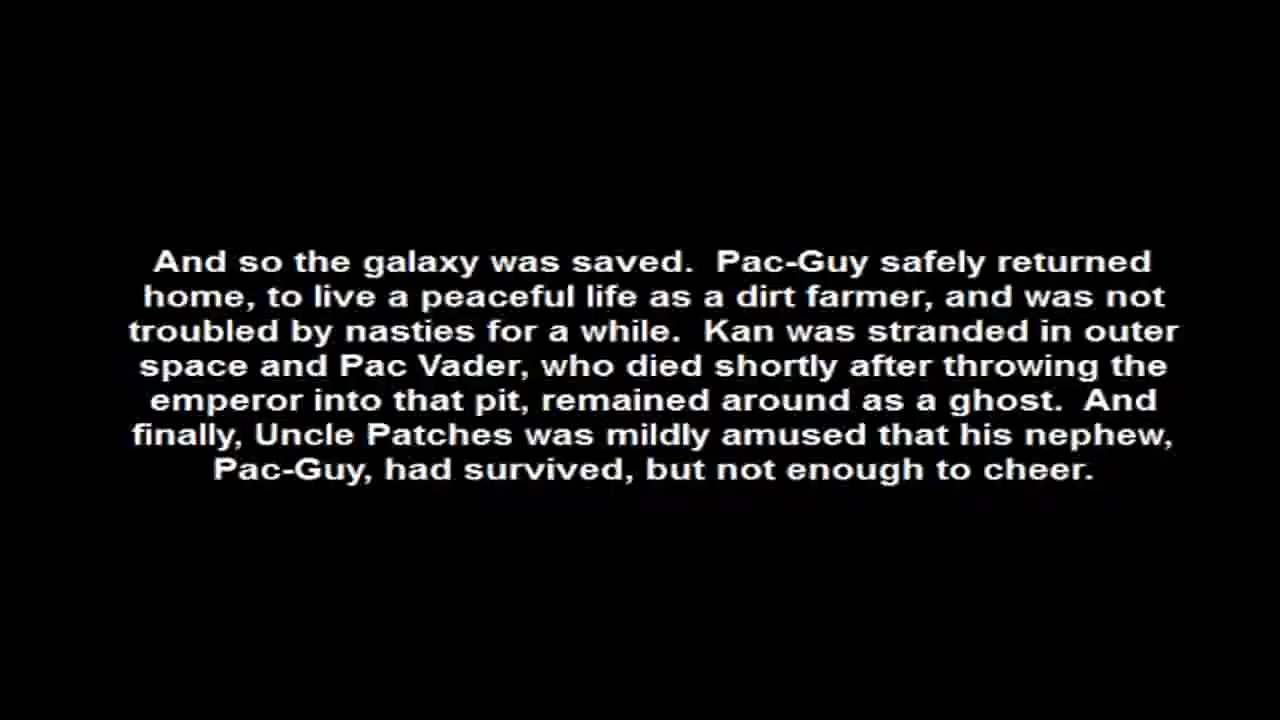 And so the galaxy was saved.  Pac-Guy safely returned
home, to live a peaceful life as a dirt farmer, and was not
troubled by nasties for a while.  Kan was stranded in outer
space and Pac Vader, who died shortly after throwing the
emperor into that pit, remained around as a ghost.  And
finally, Uncle Patches was mildly amused that his nephew,
Pac-Guy, had survived, but not enough to cheer.